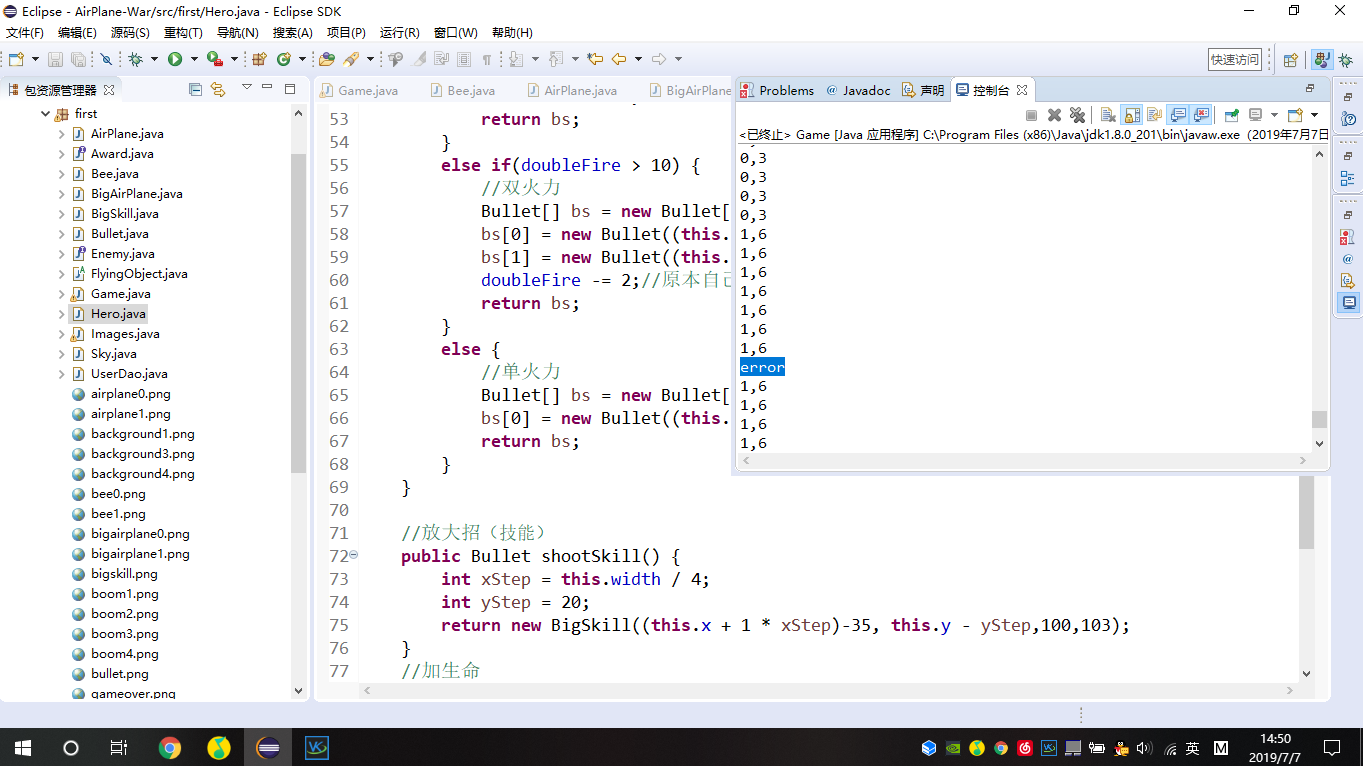 Eclipse - AirPlane-War/src/first/Hero.java - Eclipse SDK
文件(F) 编辑(E) 源码(S) 重构(T) 导航(N) 搜索(A) 项目(P) 运行(R) 窗口(W) 帮助(H)
快速访问
包资源管理器
first
AirPlane.java
Award.java
Bee.java
BigAirPlane.java
BigSkill.java
Bullet.java
Enemy.java
FlyingObject.java
Game.java
Hero.java
Images.java
Sky.java
UserDao.java
airplane0.png
airplane1.png
background1.png
background3.png
background4.png
bee0.png
bee1.png
bigairplane0.png
bigairplane1.png
bigskill.png
boom1.png
boom2.png
boom3.png
boom4.png
bullet.png
gameover.png
Game.java Bee.java AirPlane.java BigAirPlane
53 return bs;
54 }
55 else if(doubleFire > 10) {
56 //双火力
57 Bullet[] bs = new Bullet[
58 bs[0] = new Bullet((this.
59 bs[1] = new Bullet((this.
60 doubleFire -= 2;//原本自己
61 return bs;
62 }
63 else {
64 //单火力
65 Bullet[] bs = new Bullet[
66 bs[0] = new Bullet((this.
67 return bs;
68 }
69 }
70
71 //放大招（技能）
72 public Bullet shootSkill() {
73 int xStep = this.width / 4;
74 int yStep = 20;
75 return new BigSkill((this.x + 1 * xStep)-35, this.y - yStep,100,103);
76 }
77 //加生命
Problems @ Javadoc 声明 控制台
<已终止> Game [Java 应用程序] C:\Program Files (x86)\Java\jdk1.8.0_201\bin\javaw.exe（2019年7月7日
0,3
0,3
0,3
0,3
1,6
1,6
1,6
1,6
1,6
1,6
1,6
error
1,6
1,6
1,6
1,6
英
M
14:50
2019/7/7